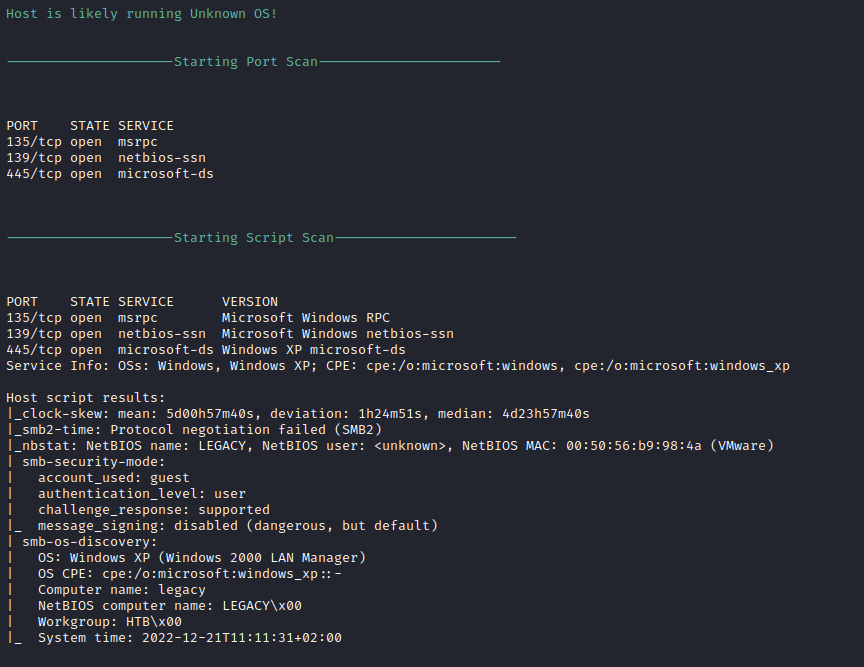 Host is likely running Unknown OS!
---------------------Starting Port Scan-----------------------
PORT    STATE SERVICE
135/tcp open  msrpc
139/tcp open  netbios-ssn
445/tcp open  microsoft-ds
---------------------Starting Script Scan-----------------------
PORT    STATE SERVICE      VERSION
135/tcp open  msrpc        Microsoft Windows RPC
139/tcp open  netbios-ssn  Microsoft Windows netbios-ssn
445/tcp open  microsoft-ds Windows XP microsoft-ds
Service Info: OSs: Windows, Windows XP; CPE: cpe:/o:microsoft:windows, cpe:/o:microsoft:windows_xp
Host script results:
|_clock-skew: mean: 5d00h57m40s, deviation: 1h24m51s, median: 4d23h57m40s
|_smb2-time: Protocol negotiation failed (SMB2)
|_nbstat: NetBIOS name: LEGACY, NetBIOS user: <unknown>, NetBIOS MAC: 00:50:56:b9:98:4a (VMware)
| smb-security-mode:
|   account_used: guest
|   authentication_level: user
|   challenge_response: supported
|_  message_signing: disabled (dangerous, but default)
| smb-os-discovery:
|   OS: Windows XP (Windows 2000 LAN Manager)
|   OS CPE: cpe:/o:microsoft:windows_xp::-
|   Computer name: legacy
|   NetBIOS computer name: LEGACY\x00
|   Workgroup: HTB\x00
|_  System time: 2022-12-21T11:11:31+02:00